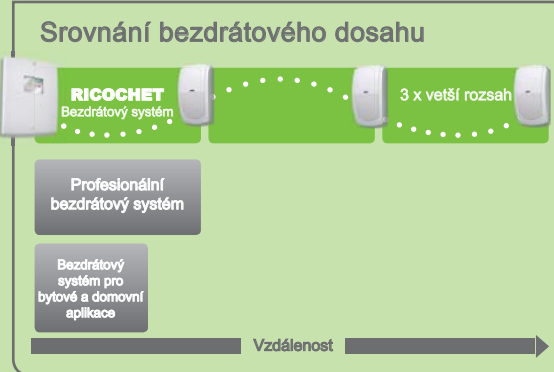 Srovnání bezdrátového dosahu
RICOCHET
Bezdrátový systém
3 x vetší rozsah
Profesionální
bezdrátový systém
Bezdrátový
systém pro
bytové a domovní
aplikace
Vzdálenost